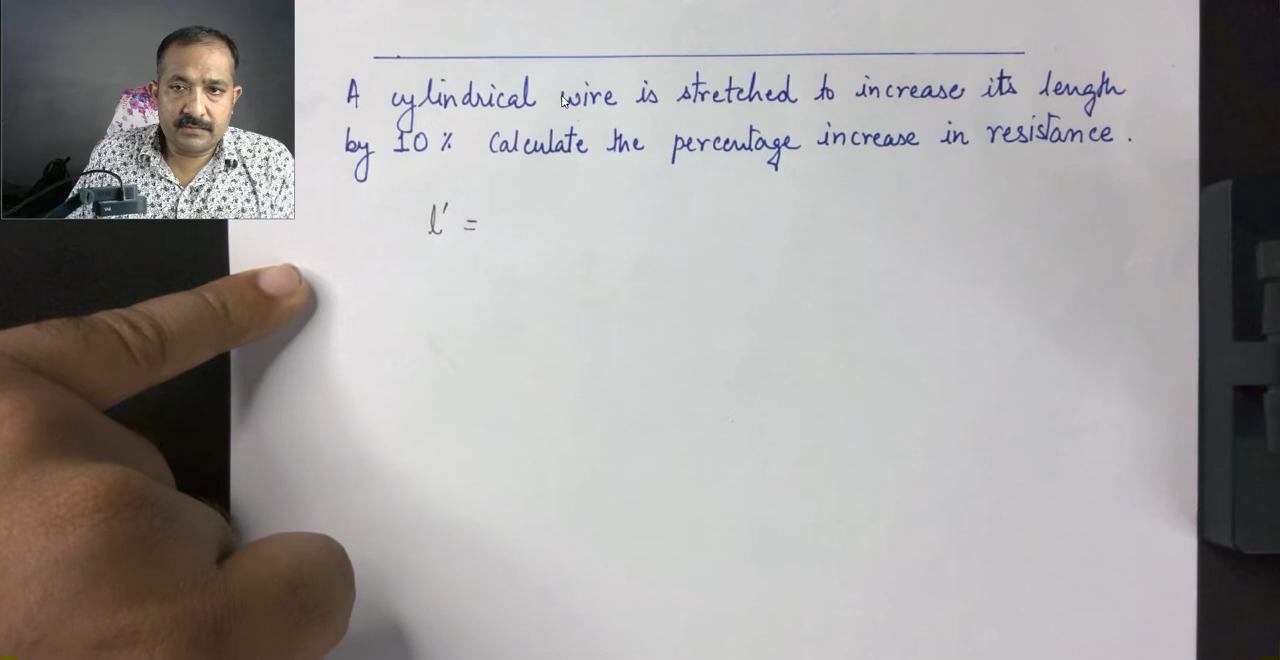 A cylindrical wire is stretched to increase its length
by 10 % Calculate the percentage increase in resistance.
l' =